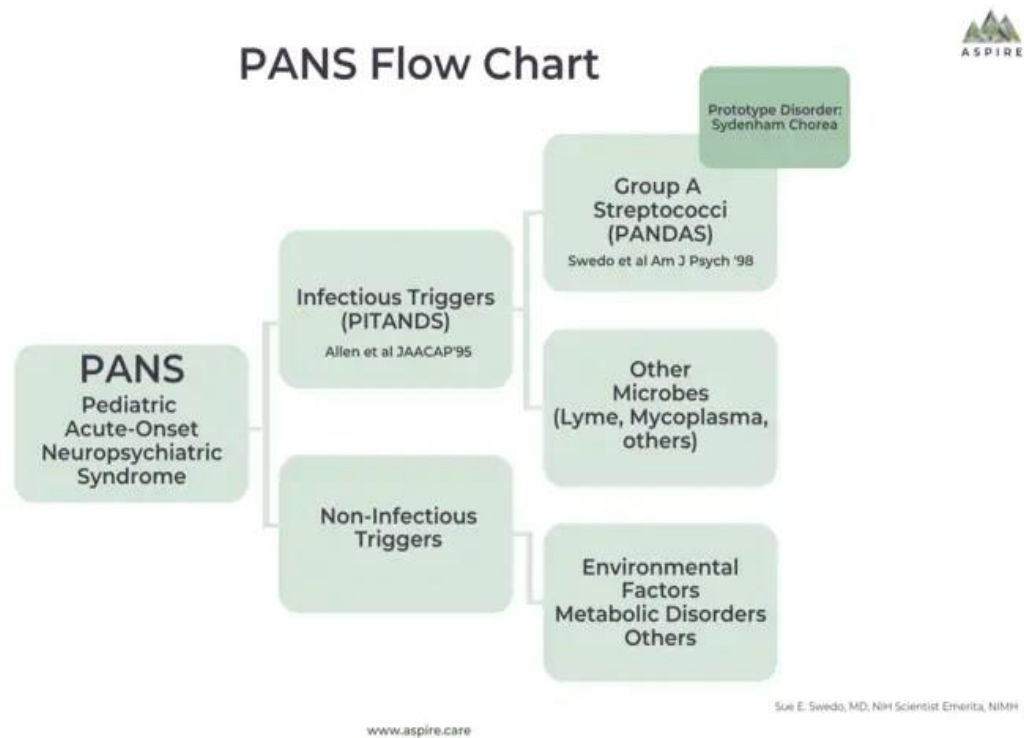 PANS Flow Chart
ASPIRE
Prototype Disorder:
Sydenham Chorea
Group A
Streptococci
(PANDAS)
Swedo et al Am J Psych '98
Infectious Triggers
(PITANDS)
Allen et al JAACAP'95
Other
Microbes
(Lyme, Mycoplasma,
others)
PANS
Pediatric
Acute-Onset
Neuropsychiatric
Syndrome
Non-Infectious
Triggers
Environmental
Factors
Metabolic Disorders
Others
Sue E. Swedo, MD, NIH Scientist Emerita, NIMH
www.aspire.care